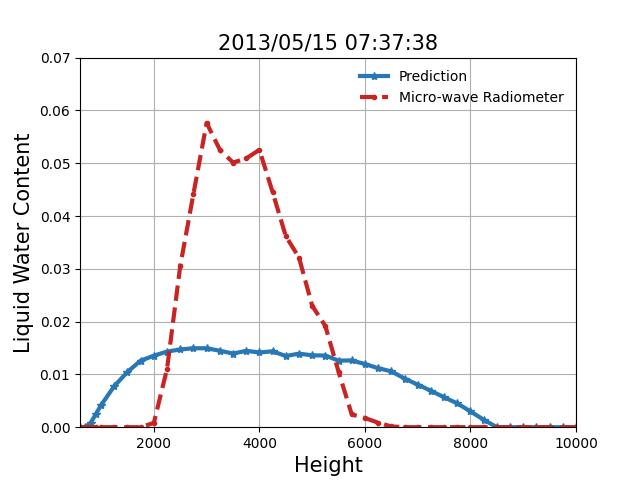 2013/05/15 07:37:38
Prediction
Micro-wave Radiometer
Liquid Water Content
0.07
0.06
0.05
0.04
0.03
0.02
0.01
0.00
2000 4000 6000 8000 10000
Height